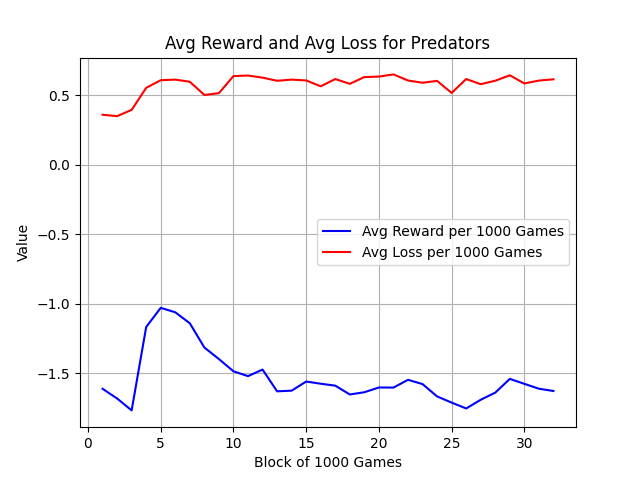 Avg Reward and Avg Loss for Predators
Value
0.5
0.0
−0.5
−1.0
−1.5
Avg Reward per 1000 Games
Avg Loss per 1000 Games
0 5 10 15 20 25 30
Block of 1000 Games